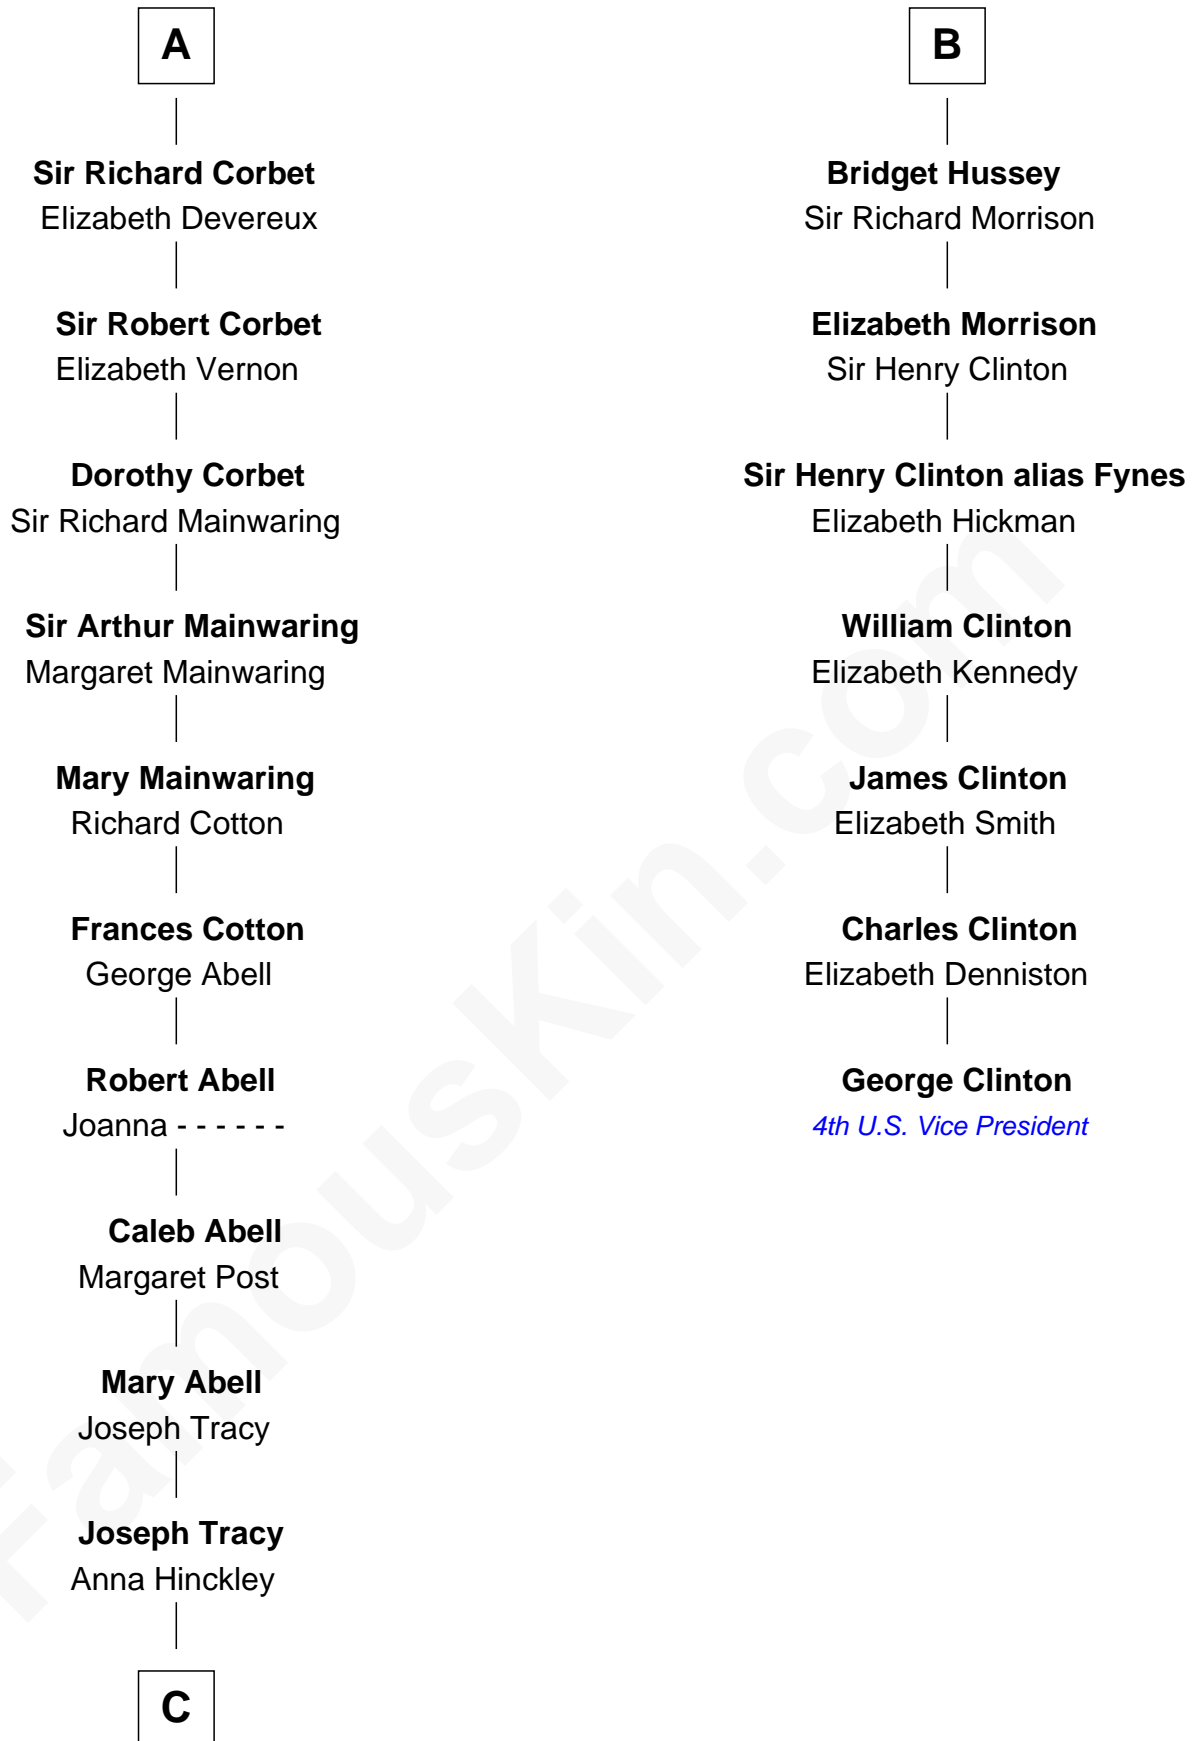 A
Sir Richard Corbet
Elizabeth Devereux
Sir Robert Corbet
Elizabeth Vernon
Dorothy Corbet
Sir Richard Mainwaring
Sir Arthur Mainwaring
Margaret Mainwaring
Mary Mainwaring
Richard Cotton
Frances Cotton
George Abell
Robert Abell
Joanna - - - - - -
Caleb Abell
Margaret Post
Mary Abell
Joseph Tracy
Joseph Tracy
Anna Hinckley
C
B
Bridget Hussey
Sir Richard Morrison
Elizabeth Morrison
Sir Henry Clinton
Sir Henry Clinton alias Fynes
Elizabeth Hickman
William Clinton
Elizabeth Kennedy
James Clinton
Elizabeth Smith
Charles Clinton
Elizabeth Denniston
George Clinton
4th U.S. Vice President
FamousKin.com